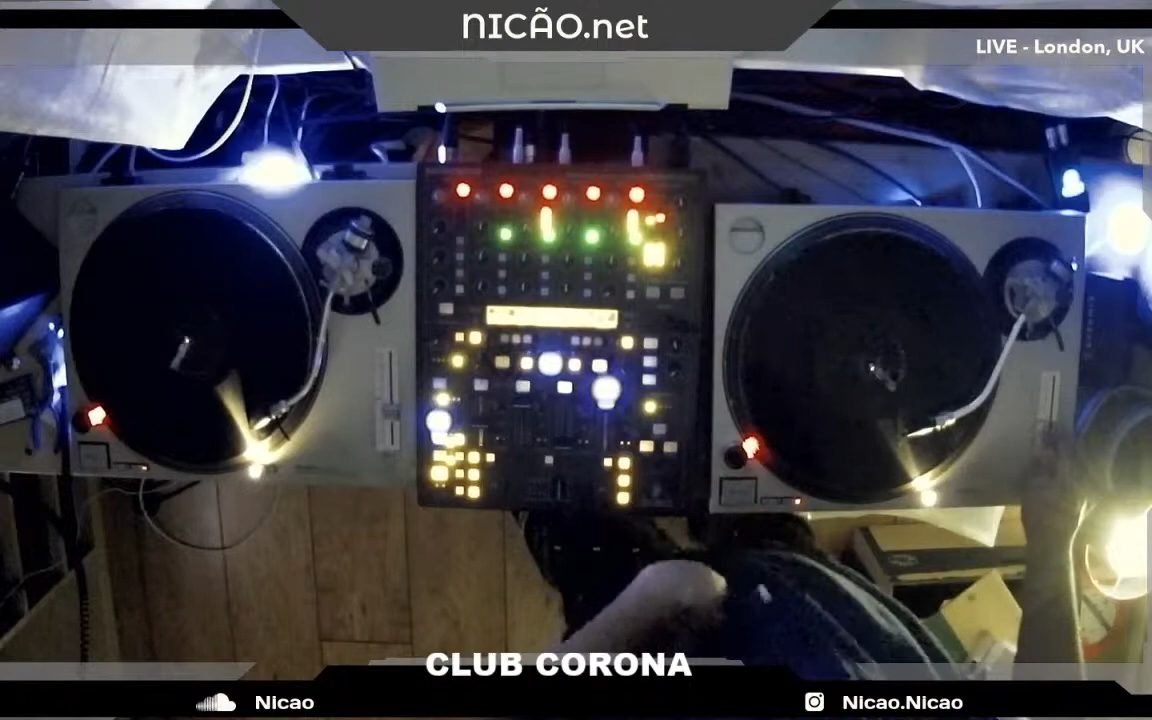 NICÃO.net
LIVE - London, UK
CLUB CORONA
Nicao
Nicao.Nicao